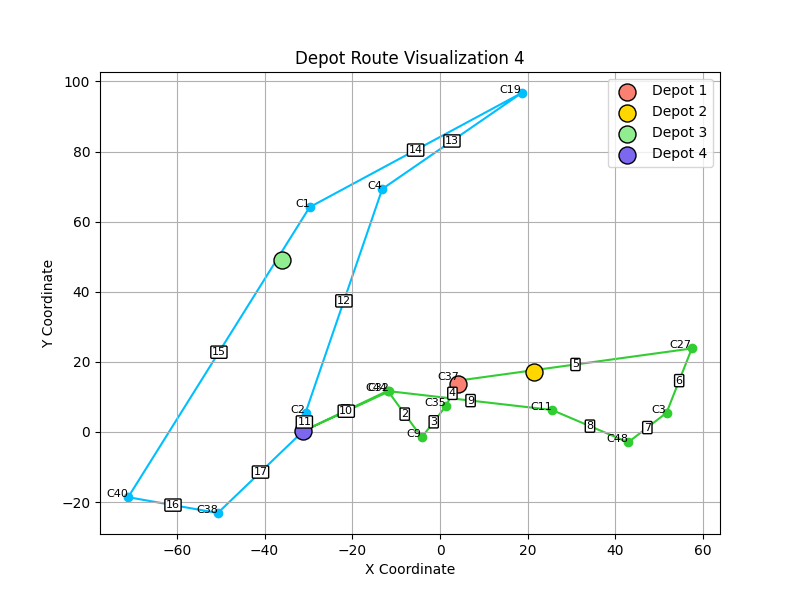 Depot Route Visualization 4
Depot 1
Depot 2
Depot 3
Depot 4
Y Coordinate
100
80
60
40
20
0
−20
C19
13
14
C4
C1
12
15
C27
5
C37
6
4
C35
9
10
2
3
C2
11
C9
C11
C3
8
7
C48
17
C40
16
C38
−60
−40
−20
0
20
40
60
X Coordinate